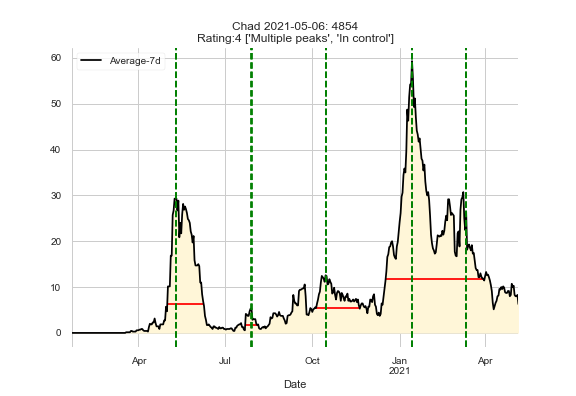 Chad 2021-05-06: 4854
Rating:4 ['Multiple peaks', 'In control']
Average-7d
60
50
40
30
20
10
0
Apr
Jul
Oct
Jan
2021
Apr
Date